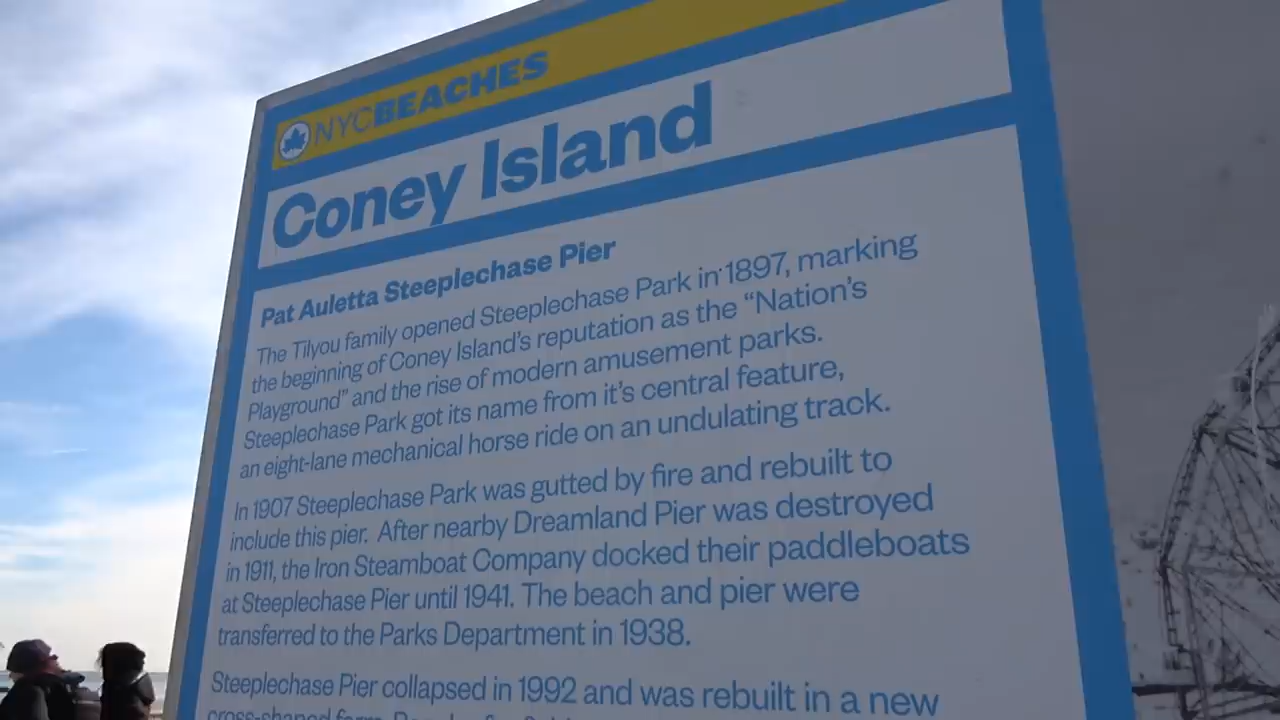 NYCBEACHES
Coney Island
Pat Auletta Steeplechase Pier
The Tilyou family opened Steeplechase Park in 1897, marking
the beginning of Coney Island's reputation as the “Nation's
Playground” and the rise of modern amusement parks.
Steeplechase Park got its name from it's central feature,
an eight-lane mechanical horse ride on an undulating track.
In 1907 Steeplechase Park was gutted by fire and rebuilt to
include this pier. After nearby Dreamland Pier was destroyed
in 1911, the Iron Steamboat Company docked their paddleboats
at Steeplechase Pier until 1941. The beach and pier were
transferred to the Parks Department in 1938.
Steeplechase Pier collapsed in 1992 and was rebuilt in a new
cross-shaped form.